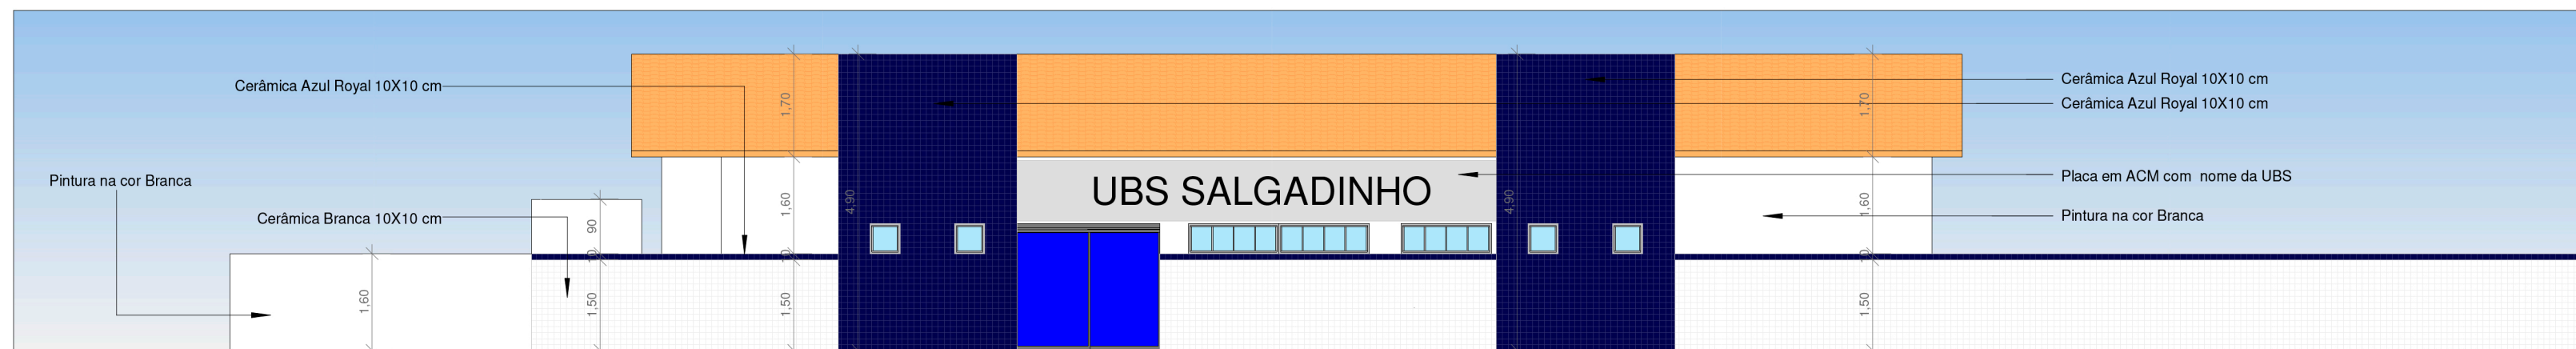 Cerâmica Azul Royal 10X10 cm
Pintura na cor Branca
Cerâmica Branca 10X10 cm
1,60
90
10
1,50
1,70
1,60
10
1,50
4,90
UBS SALGADINHO
4,90
1,70
1,60
10
1,50
Cerâmica Azul Royal 10X10 cm
Cerâmica Azul Royal 10X10 cm
Placa em ACM com  nome da UBS
Pintura na cor Branca